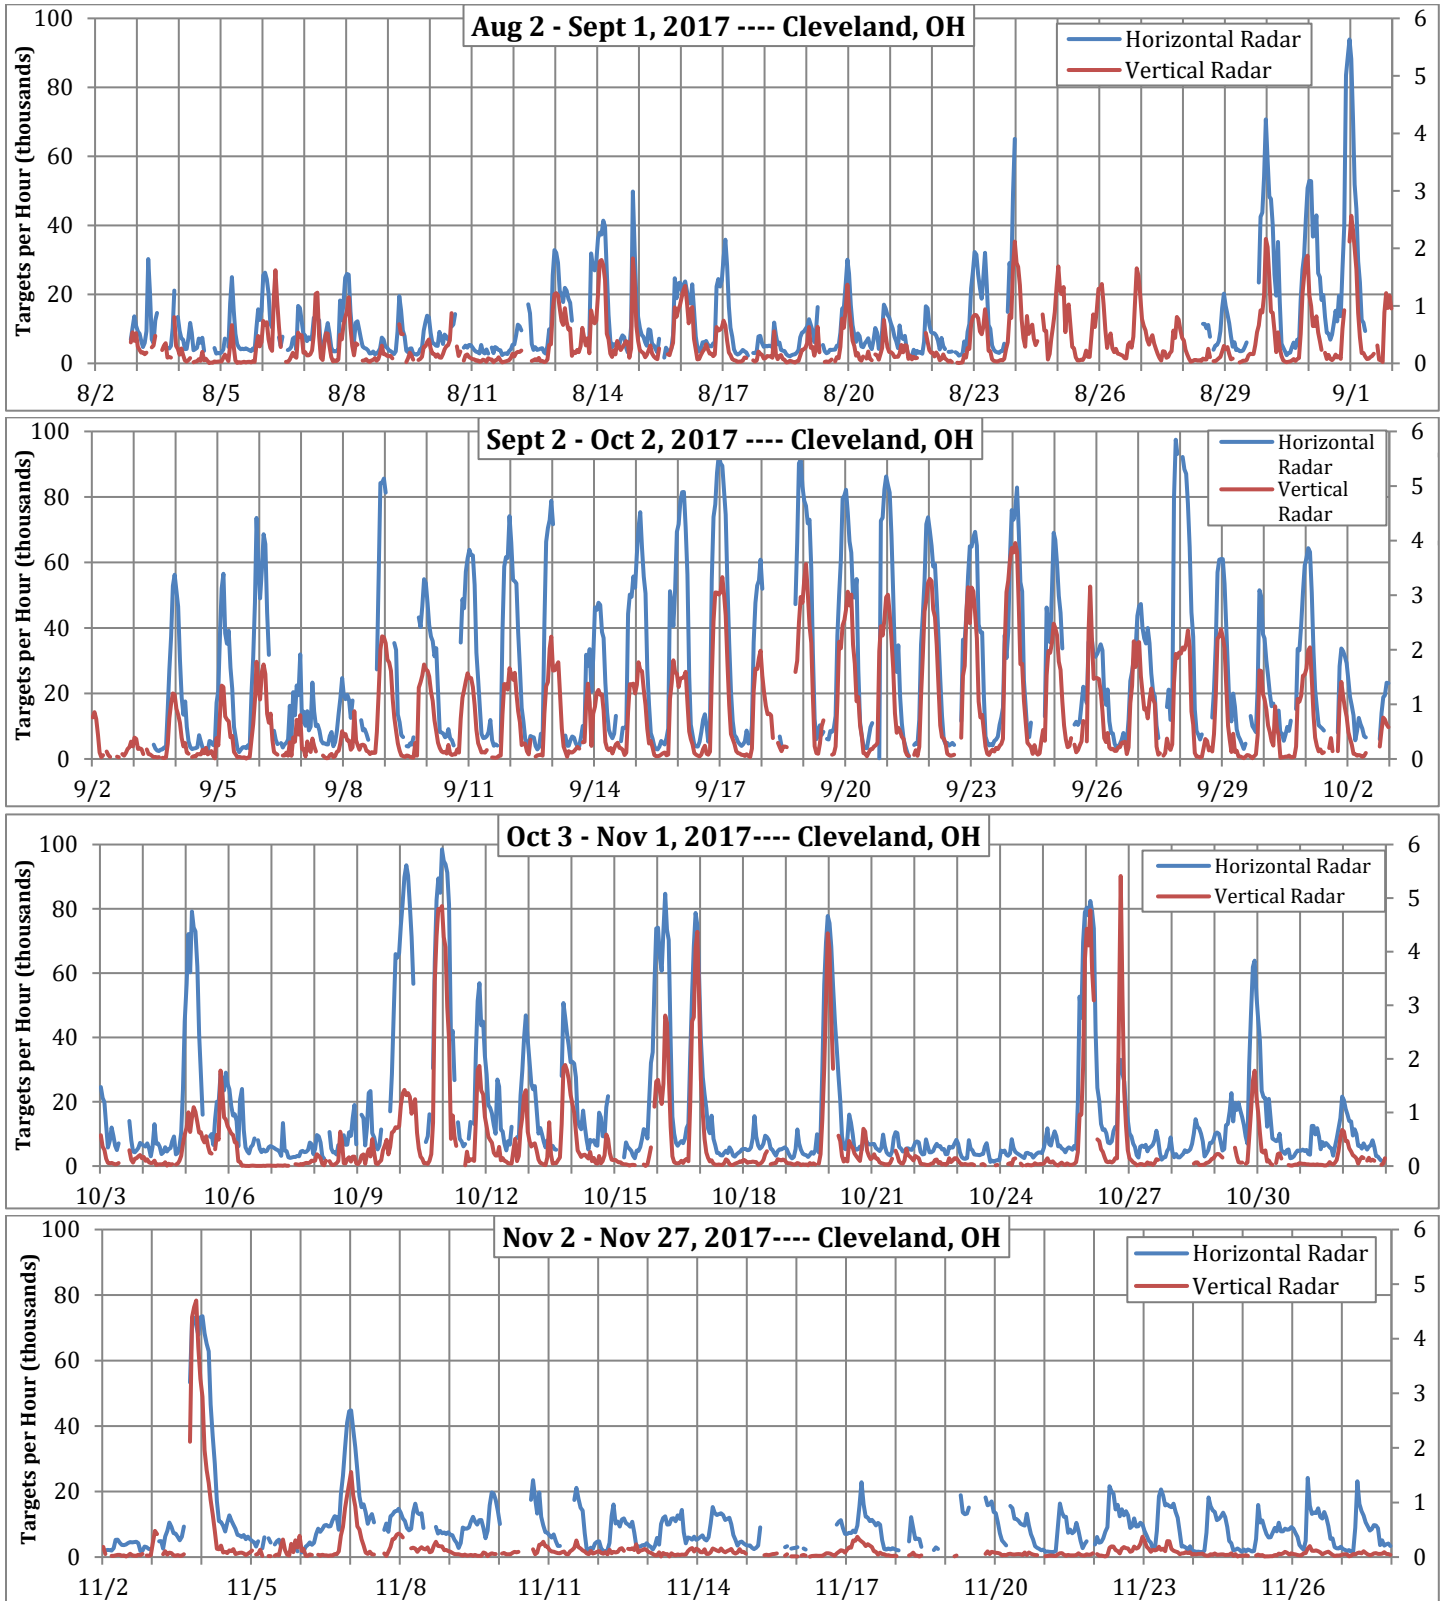 Aug 2 - Sept 1, 2017 ---- Cleveland, OH
Horizontal Radar
Vertical Radar
Targets per Hour (thousands)
100
80
60
40
20
0
6
5
4
3
2
1
0
8/2 8/5 8/8 8/11 8/14 8/17 8/20 8/23 8/26 8/29 9/1
Sept 2 - Oct 2, 2017 ---- Cleveland, OH
Horizontal
Radar
Vertical
Radar
Targets per Hour (thousands)
100
80
60
40
20
0
6
5
4
3
2
1
0
9/2 9/5 9/8 9/11 9/14 9/17 9/20 9/23 9/26 9/29 10/2
Oct 3 - Nov 1, 2017---- Cleveland, OH
Horizontal Radar
Vertical Radar
Targets per Hour (thousands)
100
80
60
40
20
0
6
5
4
3
2
1
0
10/3 10/6 10/9 10/12 10/15 10/18 10/21 10/24 10/27 10/30
Nov 2 - Nov 27, 2017---- Cleveland, OH
Horizontal Radar
Vertical Radar
Targets per Hour (thousands)
100
80
60
40
20
0
6
5
4
3
2
1
0
11/2 11/5 11/8 11/11 11/14 11/17 11/20 11/23 11/26